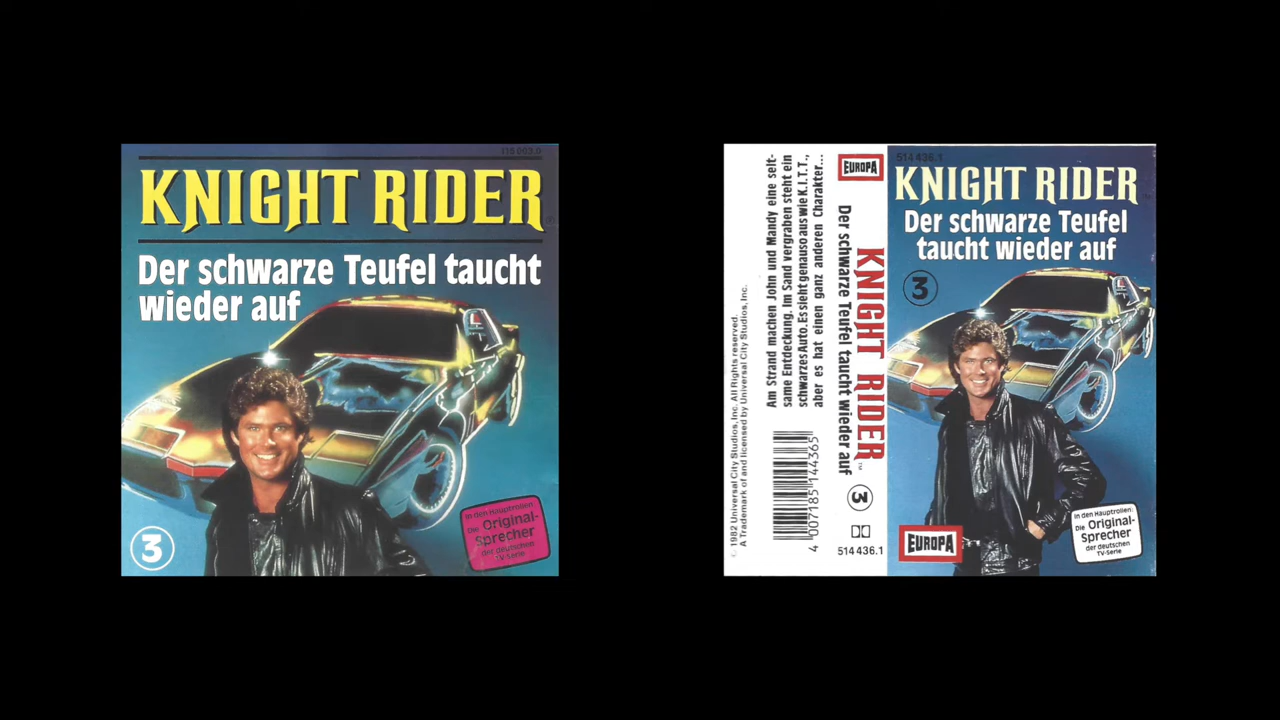 115 003.0
KNIGHT RIDER
Der schwarze Teufel taucht
wieder auf
3
In den Hauptrollen:
Die Original-
Sprecher
der deutschen
TV-Serie
© 1982 Universal City Studios, Inc. All Rights reserved.
A Trademark of and licensed by Universal City Studios, Inc.
Am Strand machen John und Mandy eine selt-
same Entdeckung. Im Sand vergraben steht ein
schwarzes Auto. Es sieht genauso aus wie K.I.T.T.,
aber es hat einen ganz anderen Charakter...
4 007185 144365
EUROPA
Der schwarze Teufel taucht wieder auf
KNIGHT RIDER™
3
514 436.1
514 436.1
KNIGHT RIDER
Der schwarze Teufel
taucht wieder auf
3
EUROPA
In den Hauptrollen:
Die Original-
Sprecher
der deutschen
TV-Serie